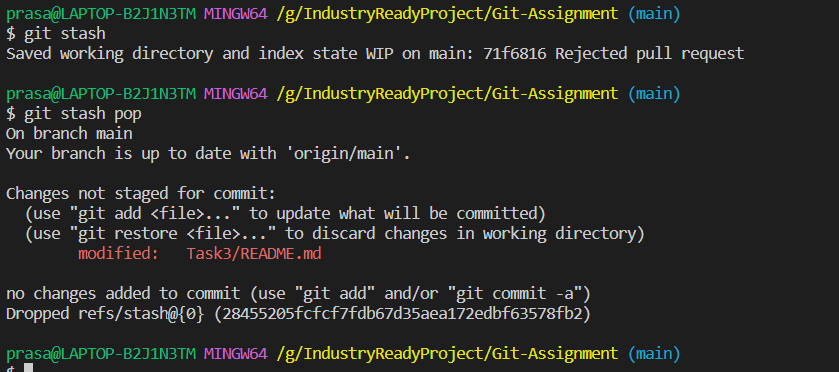 prasa@LAPTOP-B2J1N3TM MINGW64 /g/IndustryReadyProject/Git-Assignment (main)
$ git stash
Saved working directory and index state WIP on main: 71f6816 Rejected pull request
prasa@LAPTOP-B2J1N3TM MINGW64 /g/IndustryReadyProject/Git-Assignment (main)
$ git stash pop
On branch main
Your branch is up to date with 'origin/main'.
Changes not staged for commit:
  (use "git add <file>..." to update what will be committed)
  (use "git restore <file>..." to discard changes in working directory)
        modified:   Task3/README.md
no changes added to commit (use "git add" and/or "git commit -a")
Dropped refs/stash@{0} (28455205fcfcf7fdb67d35aea172edbf63578fb2)
prasa@LAPTOP-B2J1N3TM MINGW64 /g/IndustryReadyProject/Git-Assignment (main)
$